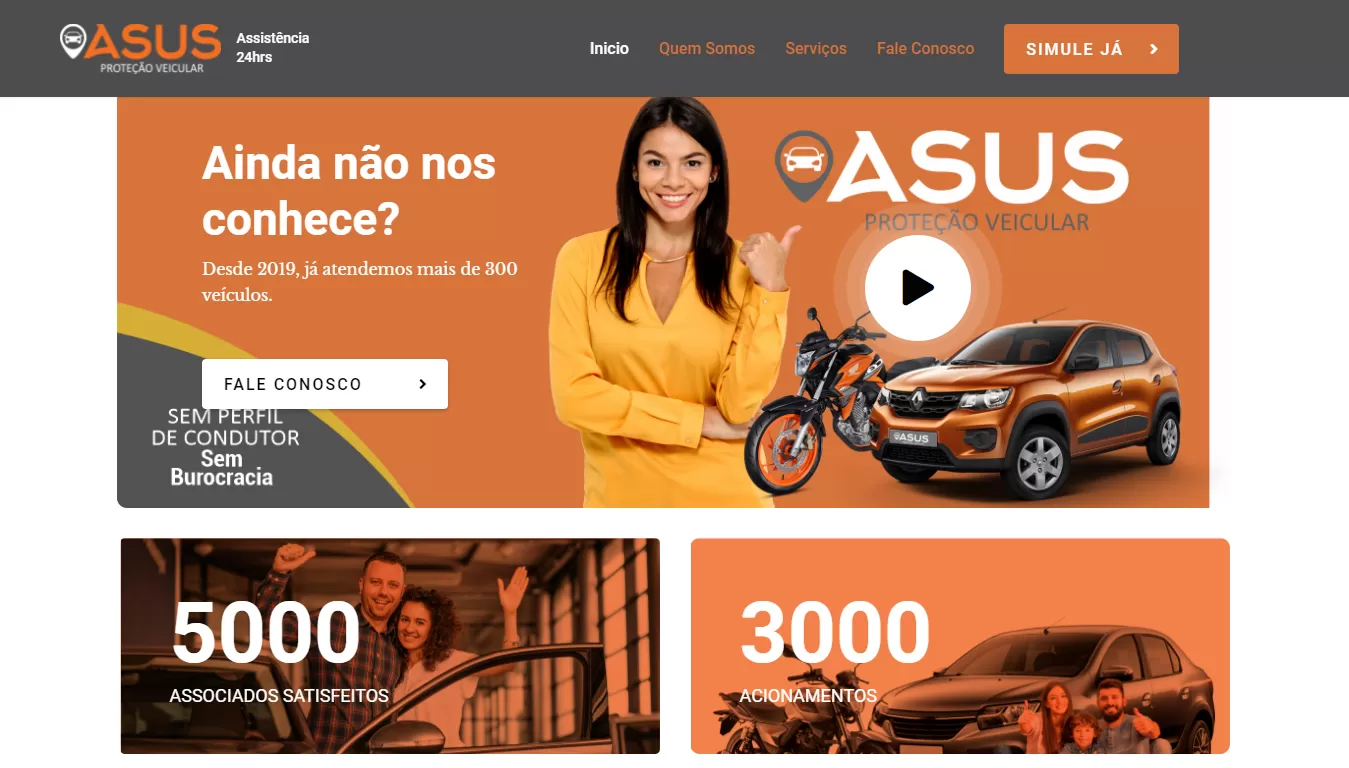 ASUS
PROTEÇÃO VEICULAR
Assistência
24hrs
Inicio
Quem Somos
Serviços
Fale Conosco
SIMULE JÁ
Ainda não nos
conhece?
Desde 2019, já atendemos mais de 300
veículos.
FALE CONOSCO
SEM PERFIL
DE CONDUTOR
Sem
Burocracia
ASUS
PROTEÇÃO VEICULAR
ASUS
5000
ASSOCIADOS SATISFEITOS
3000
ACIONAMENTOS